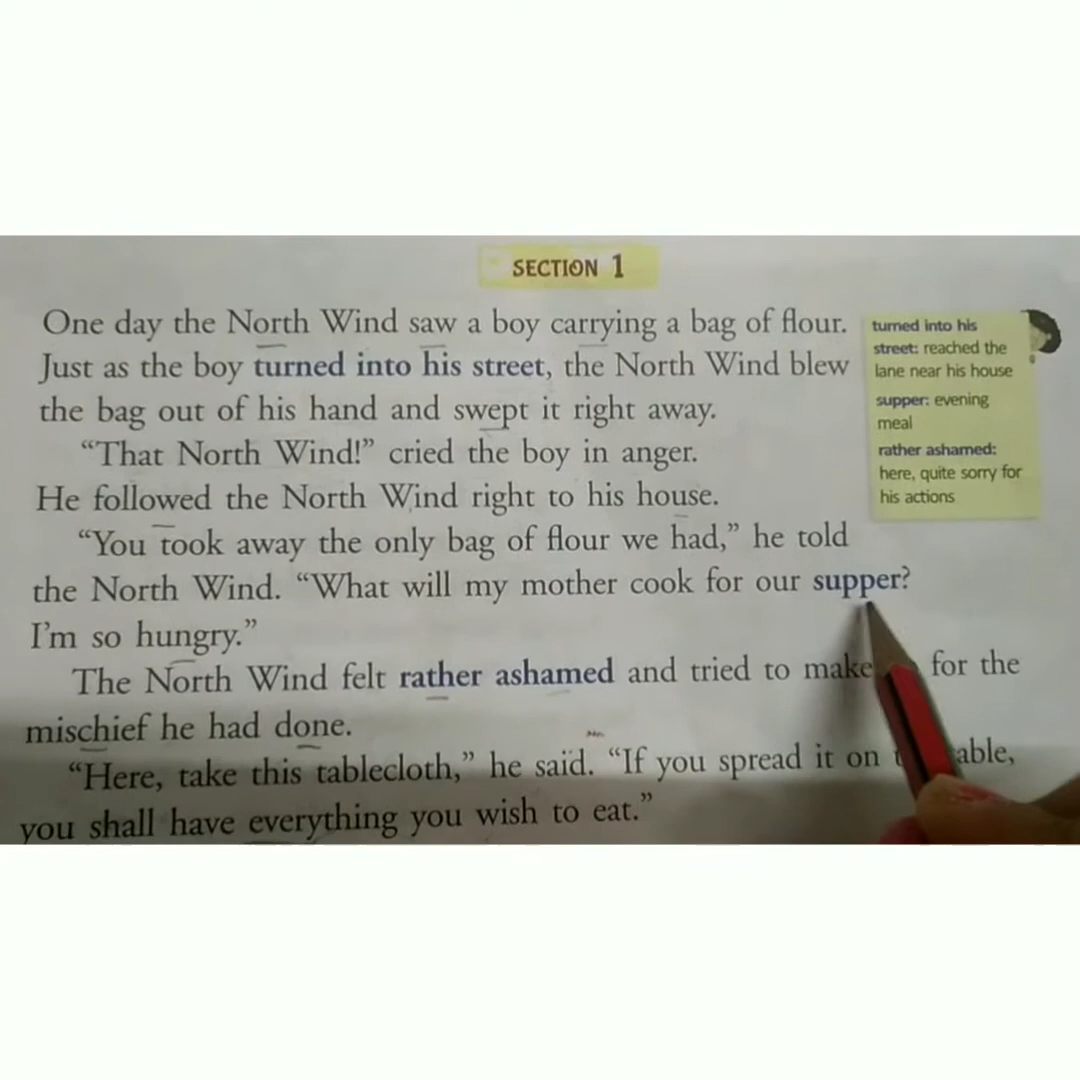 SECTION 1
One day the North Wind saw a boy carrying a bag of flour.
Just as the boy turned into his street, the North Wind blew
the bag out of his hand and swept it right away.
“That North Wind!” cried the boy in anger.
He followed the North Wind right to his house.
“You took away the only bag of flour we had,” he told
the North Wind. “What will my mother cook for our supper?
I’m so hungry.”
The North Wind felt rather ashamed and tried to make for the
mischief he had done.
“Here, take this tablecloth,” he said. “If you spread it on
you shall have everything you wish to eat.”
turned into his
street: reached the
lane near his house
supper: evening
meal
rather ashamed:
here, quite sorry for
his actions